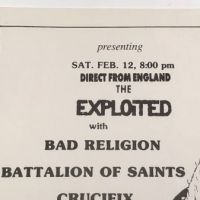 presenting
SAT. FEB. 12, 8:00 pm
DIRECT FROM ENGLAND
THE
EXPLOITED
with
BAD RELIGION
BATTALION OF SAINTS
CRUCIFIX